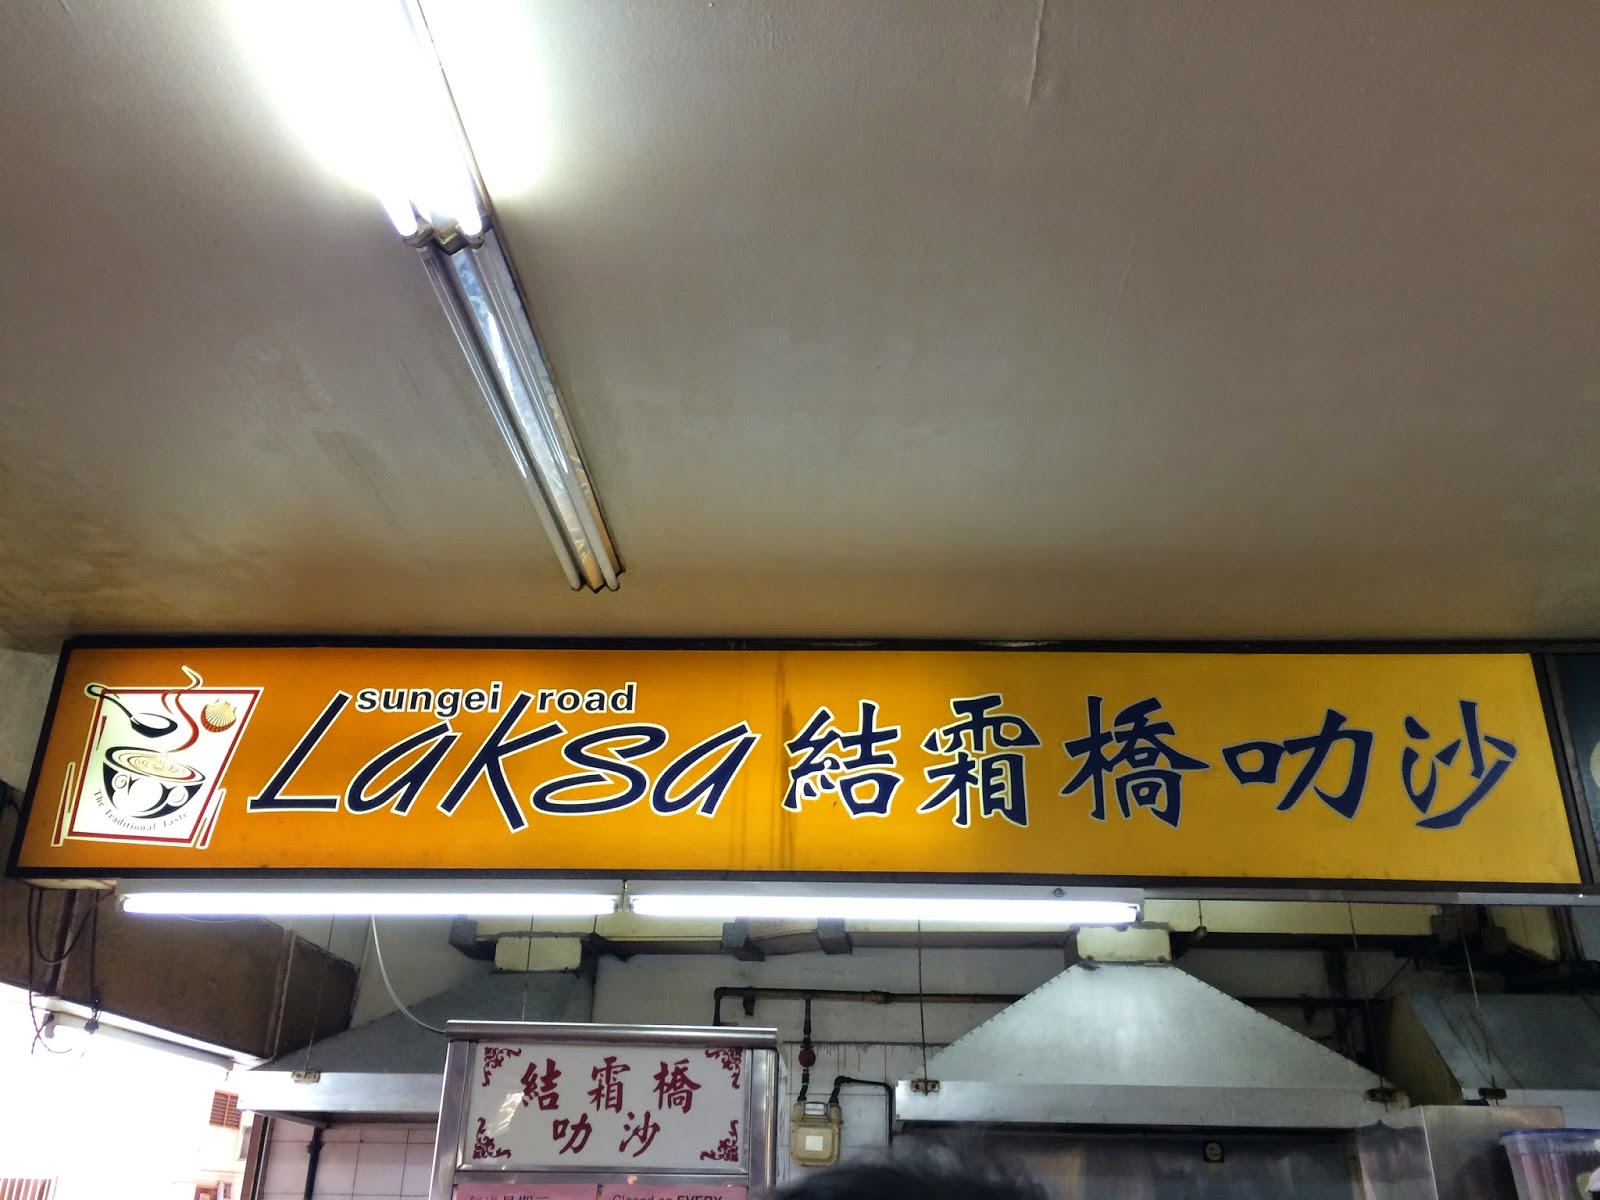 sungei road
Laksa 結霜橋叻沙
The Traditional Taste
結霜橋
叻沙
Closed on EVERY